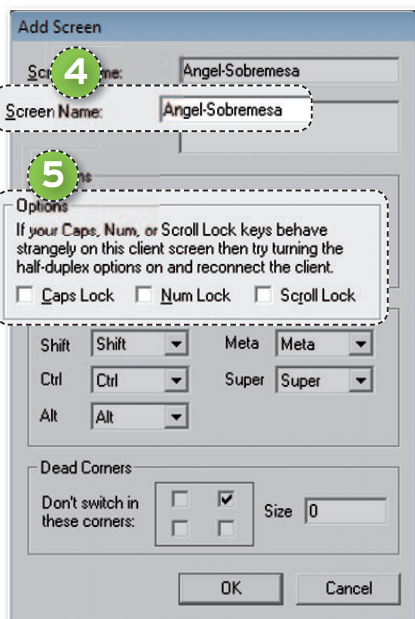 Add Screen
4
Screen Name:
Angel-Sobremesa
Screen Name:
Angel-Sobremesa
5
Options
If your Caps, Num, or Scroll Lock keys behave
strangely on this client screen then try turning the
half-duplex options on and reconnect the client.
Caps Lock
Num Lock
Scroll Lock
Shift
Shift
Meta
Meta
Ctrl
Ctrl
Super
Super
Alt
Alt
Dead Corners
Don't switch in
these corners:
Size
0
OK
Cancel